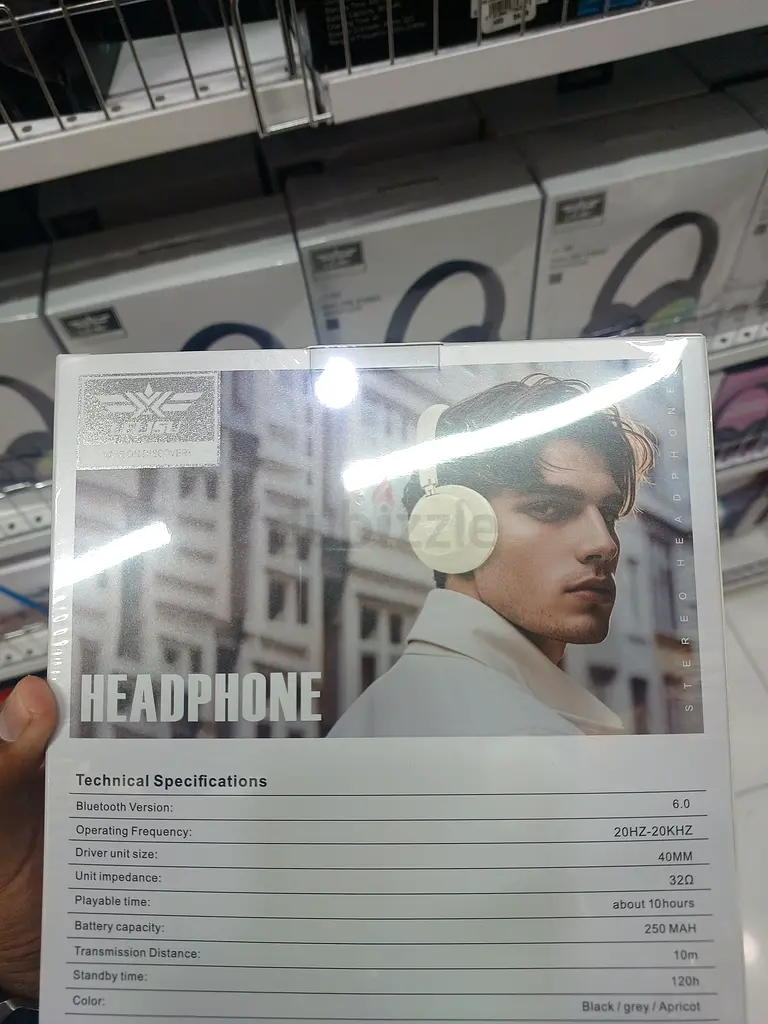 HEADPHONE
STEREO HEADPHONE
dubizzle
Technical Specifications
Bluetooth Version: 6.0
Operating Frequency: 20HZ-20KHZ
Driver unit size: 40MM
Unit impedance: 32Ω
Playable time: about 10hours
Battery capacity: 250 MAH
Transmission Distance: 10m
Standby time: 120h
Color: Black / grey / Apricot